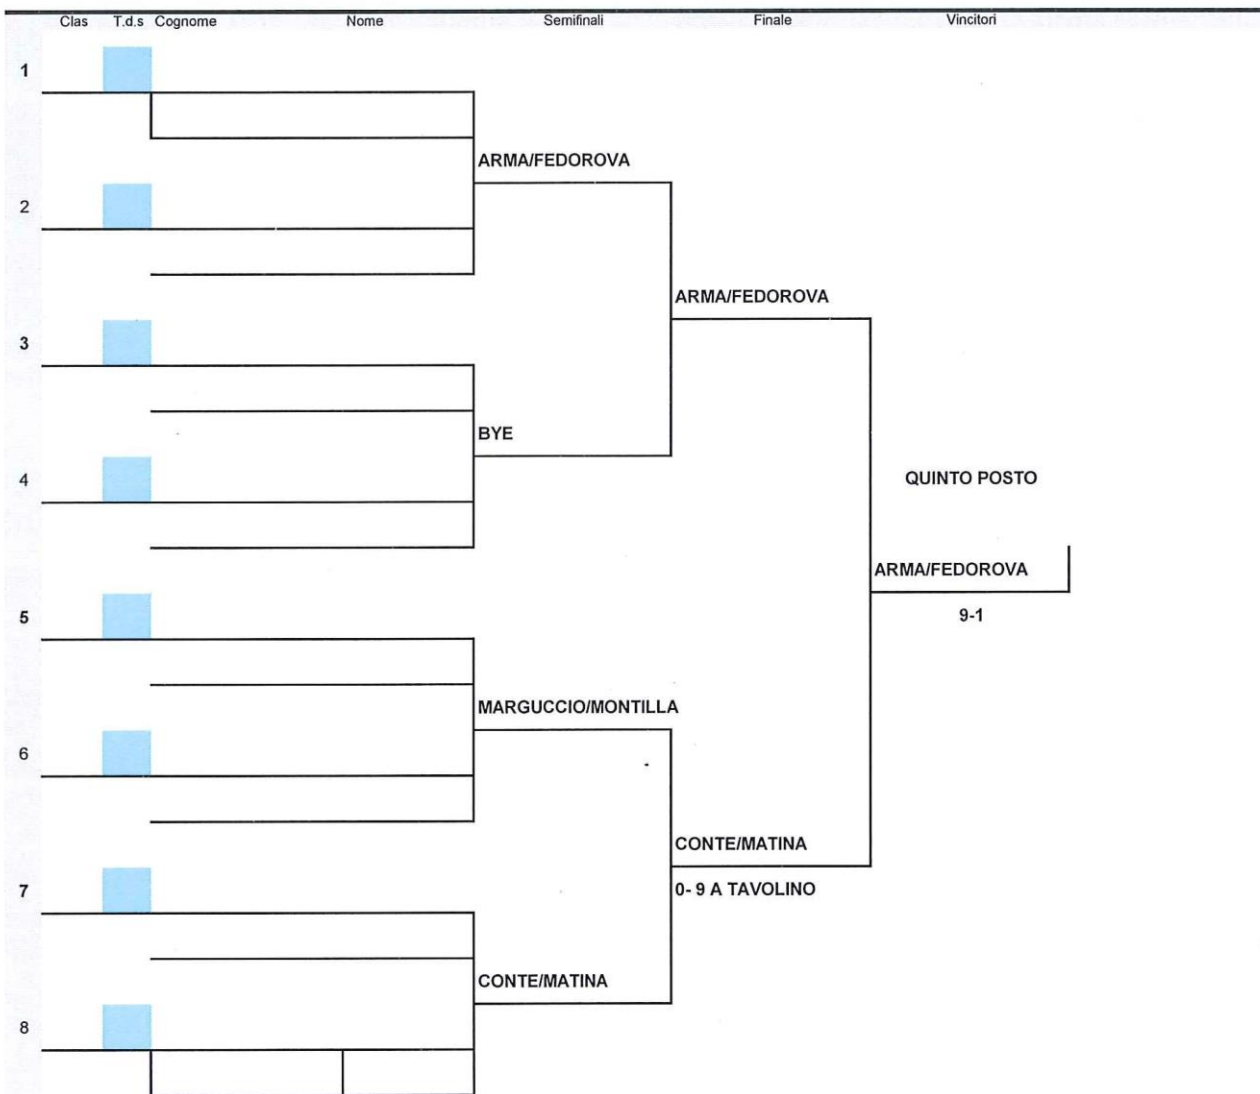 Clas T.d.s Cognome Nome Semifinali Finale Vincitori
1
ARMA/FEDOROVA
2
ARMA/FEDOROVA
3
BYE
4
QUINTO POSTO
ARMA/FEDOROVA
5
9-1
MARGUCCIO/MONTILLA
6
CONTE/MATINA
7
0- 9 A TAVOLINO
CONTE/MATINA
8